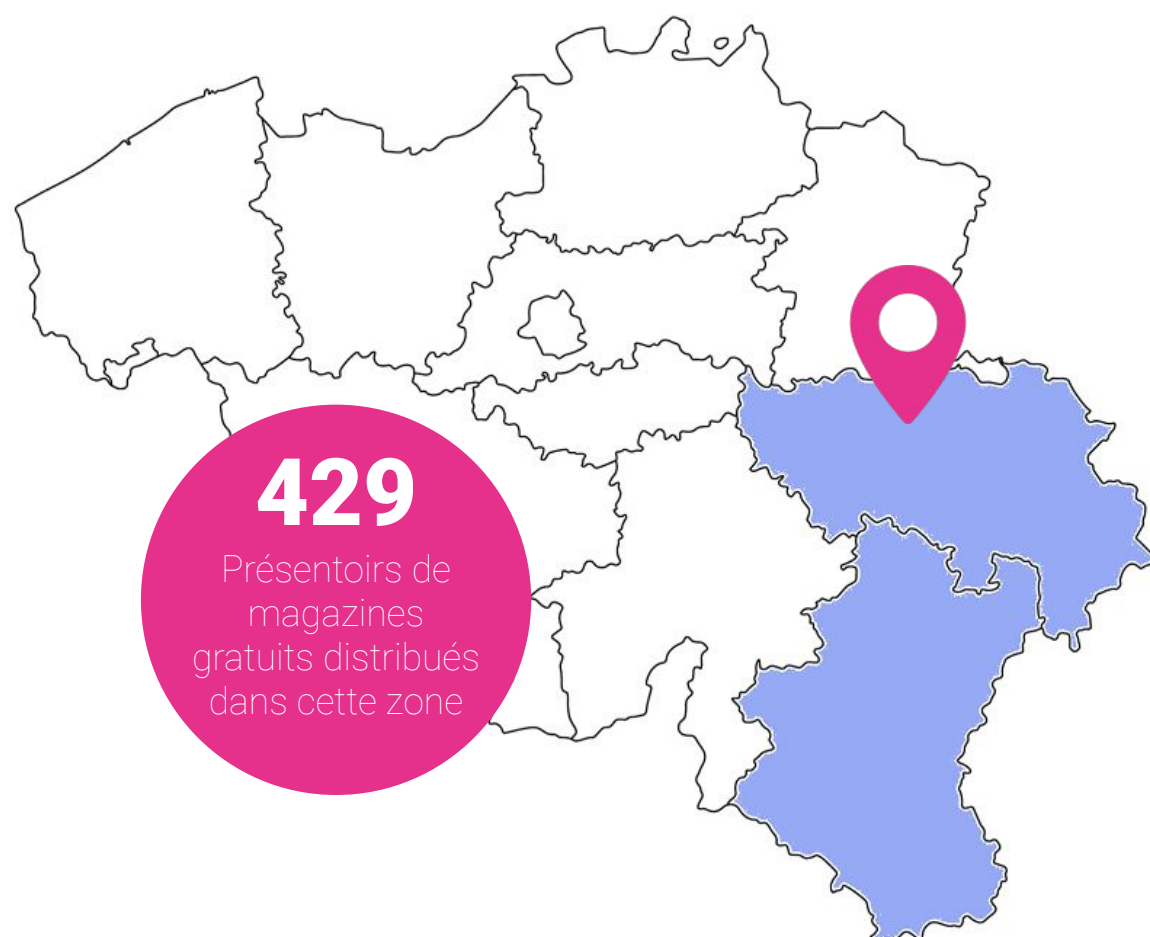 429
Présentoirs de
magazines
gratuits distribués
dans cette zone